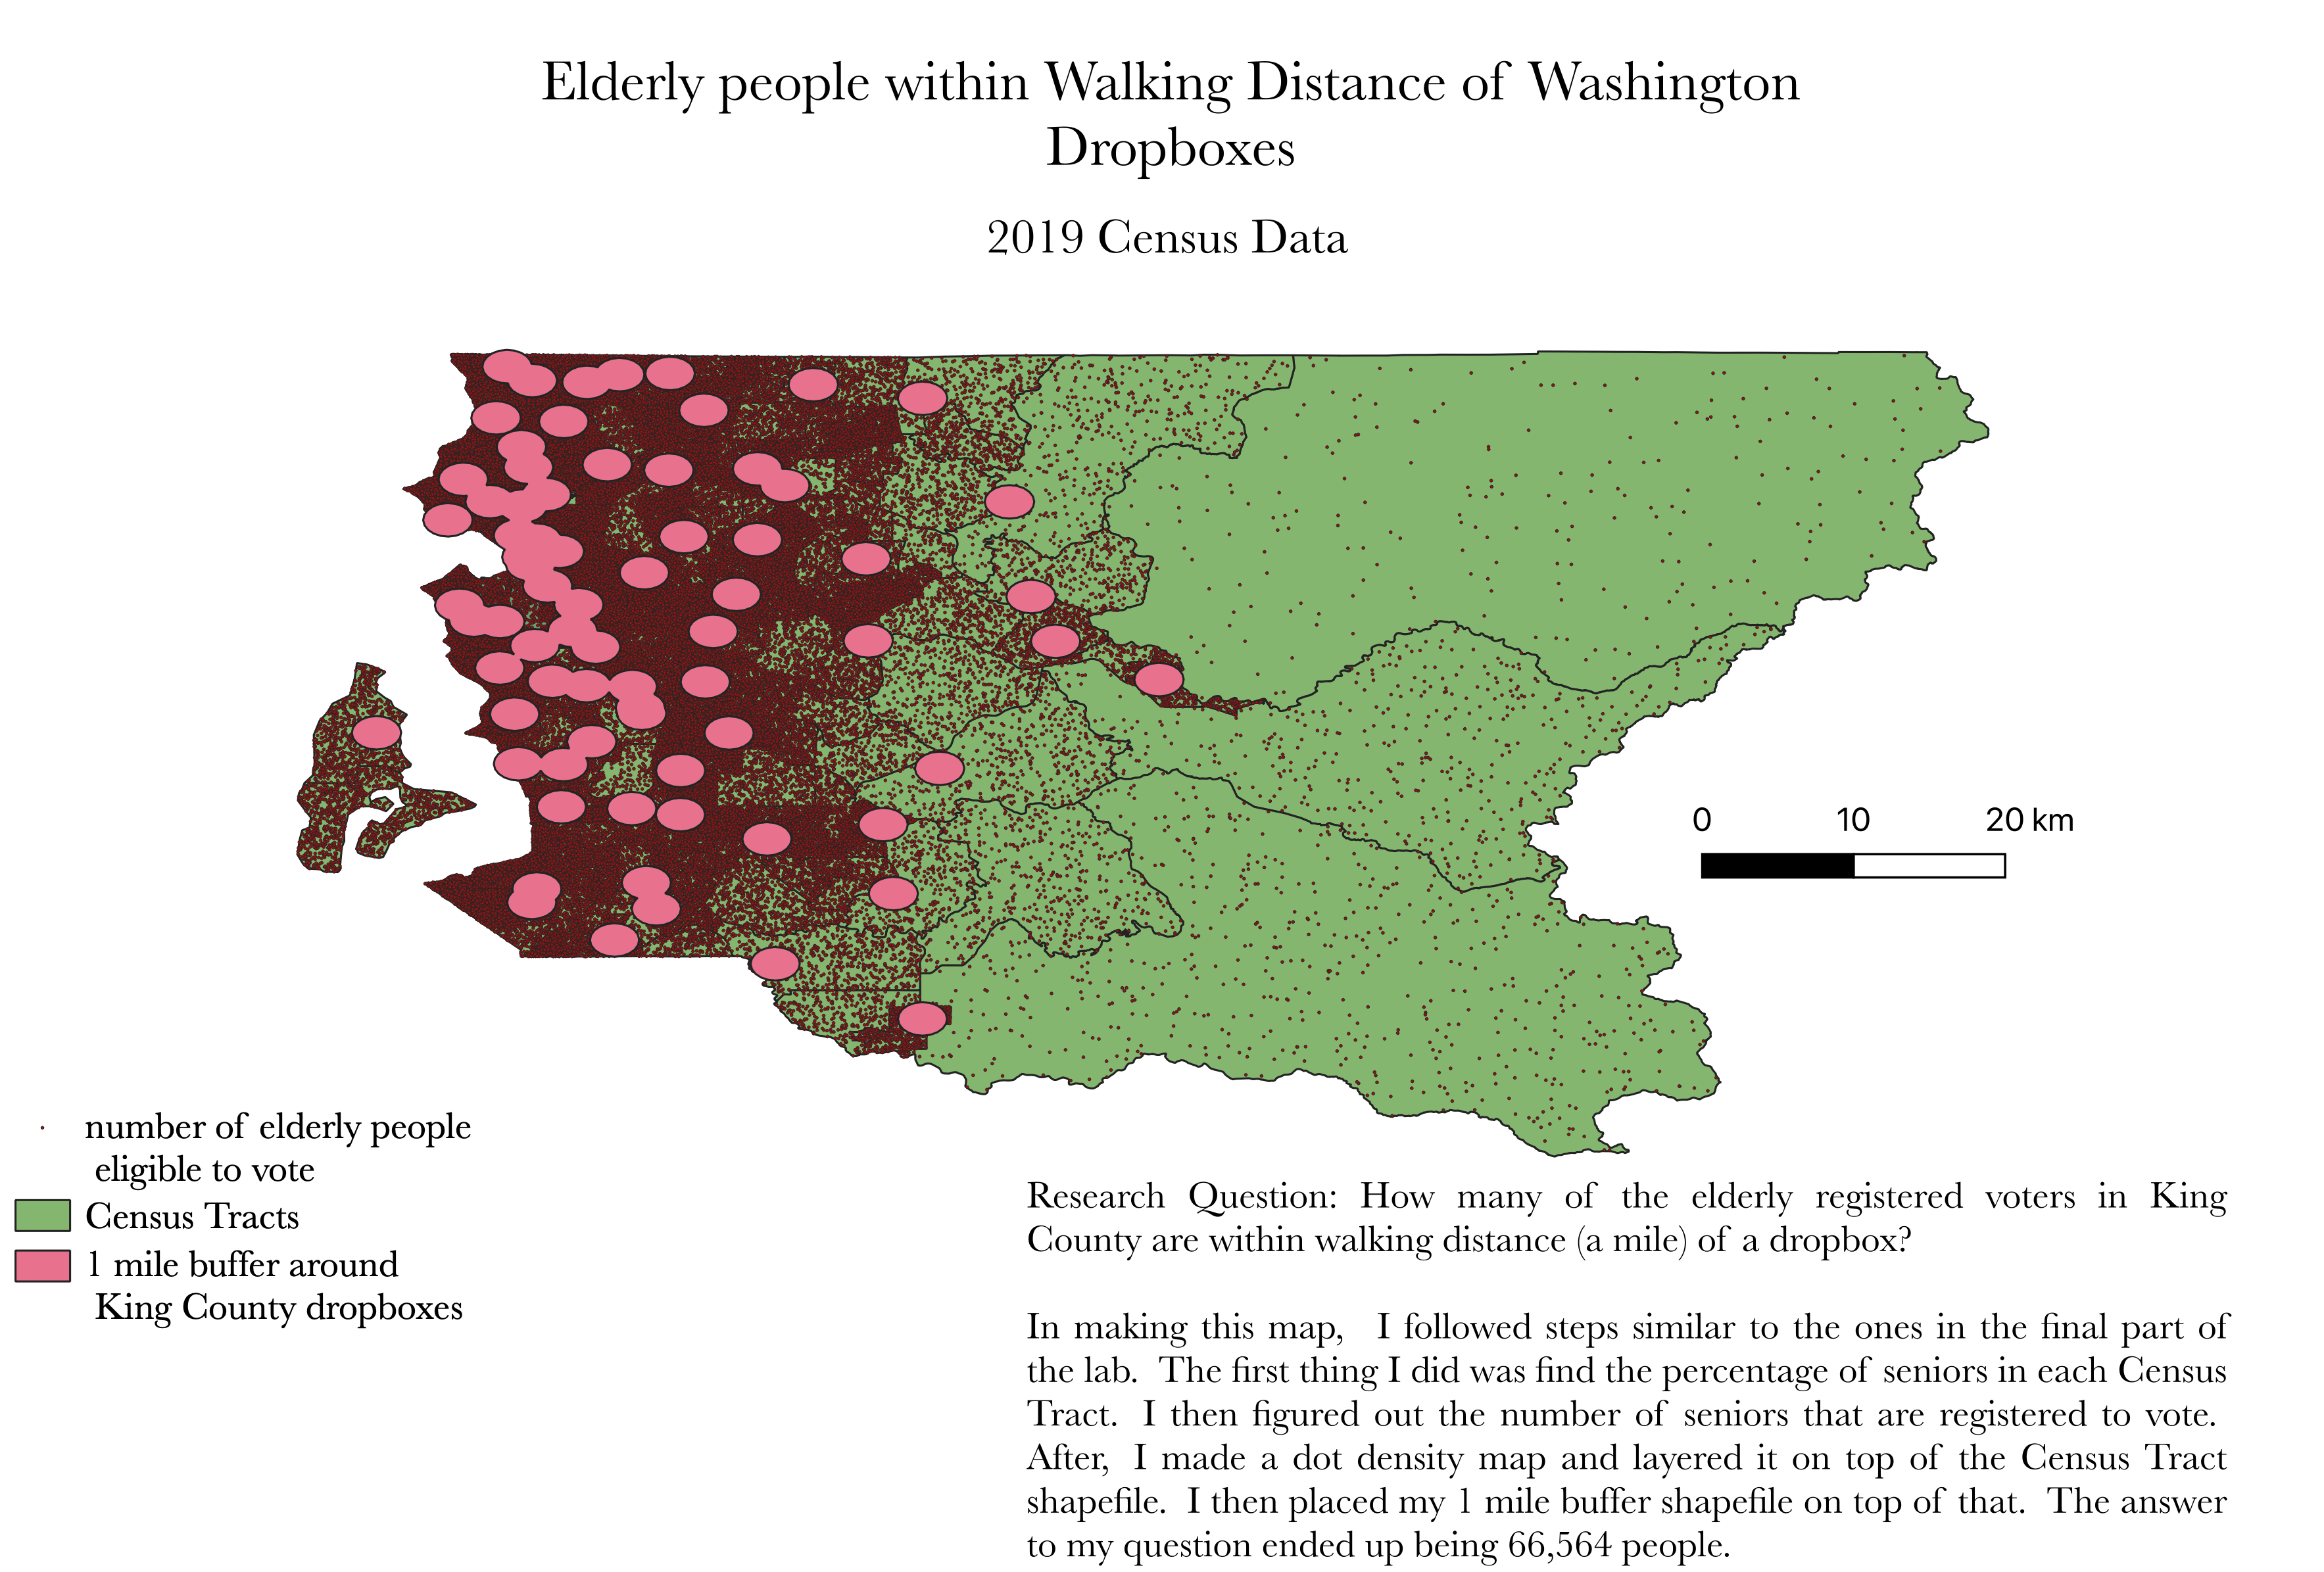 Elderly people within Walking Distance of Washington
Dropboxes
2019 Census Data
0 10 20 km
number of elderly people
eligible to vote
Census Tracts
1 mile buffer around
King County dropboxes
Research Question: How many of the elderly registered voters in King
County are within walking distance (a mile) of a dropbox?
In making this map, I followed steps similar to the ones in the final part of
the lab. The first thing I did was find the percentage of seniors in each Census
Tract. I then figured out the number of seniors that are registered to vote.
After, I made a dot density map and layered it on top of the Census Tract
shapefile. I then placed my 1 mile buffer shapefile on top of that. The answer
to my question ended up being 66,564 people.